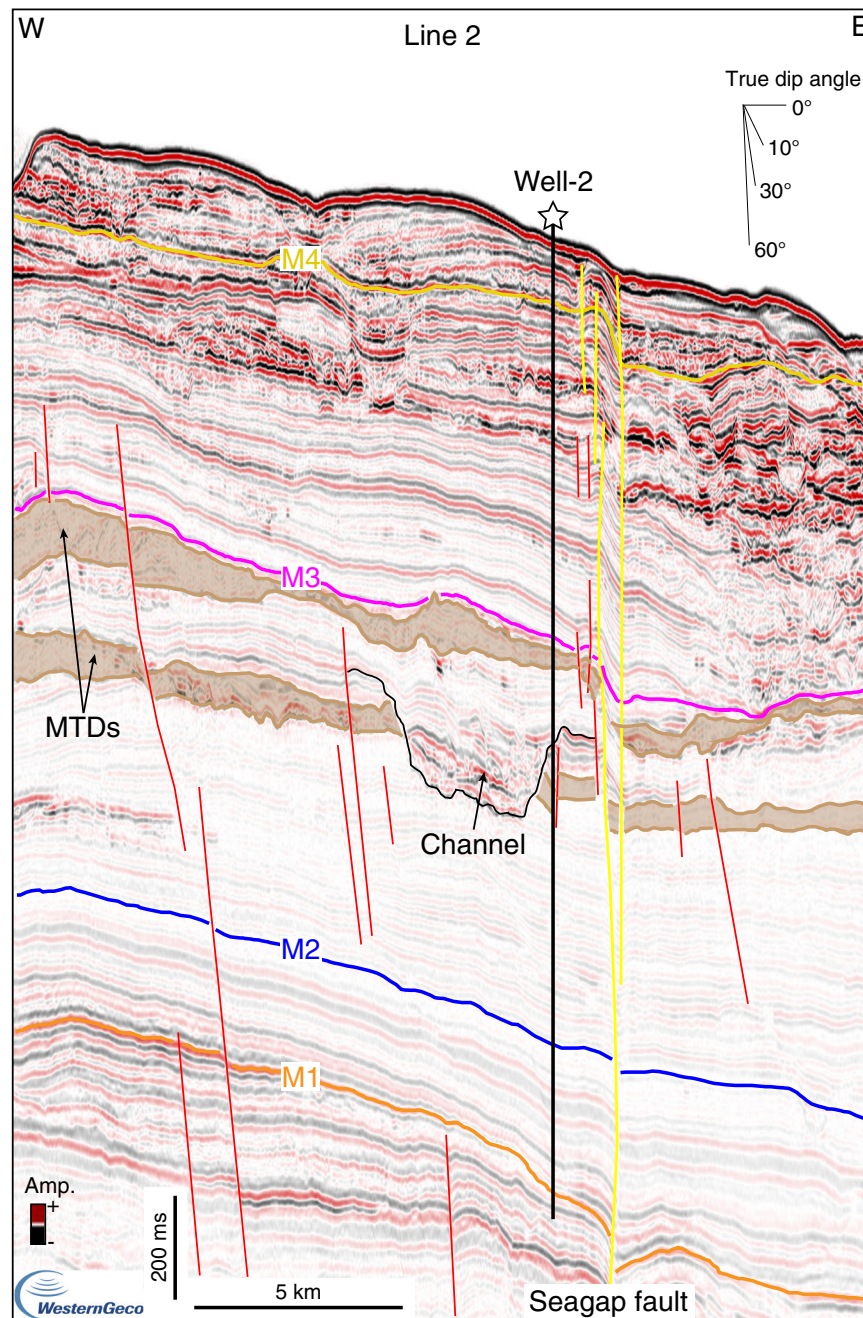 W
Line 2
E
True dip angle
0°
10°
30°
60°
Well-2
M4
M3
MTDs
Channel
M2
M1
Amp.
+
-
200 ms
5 km
WesternGeco
Seagap fault